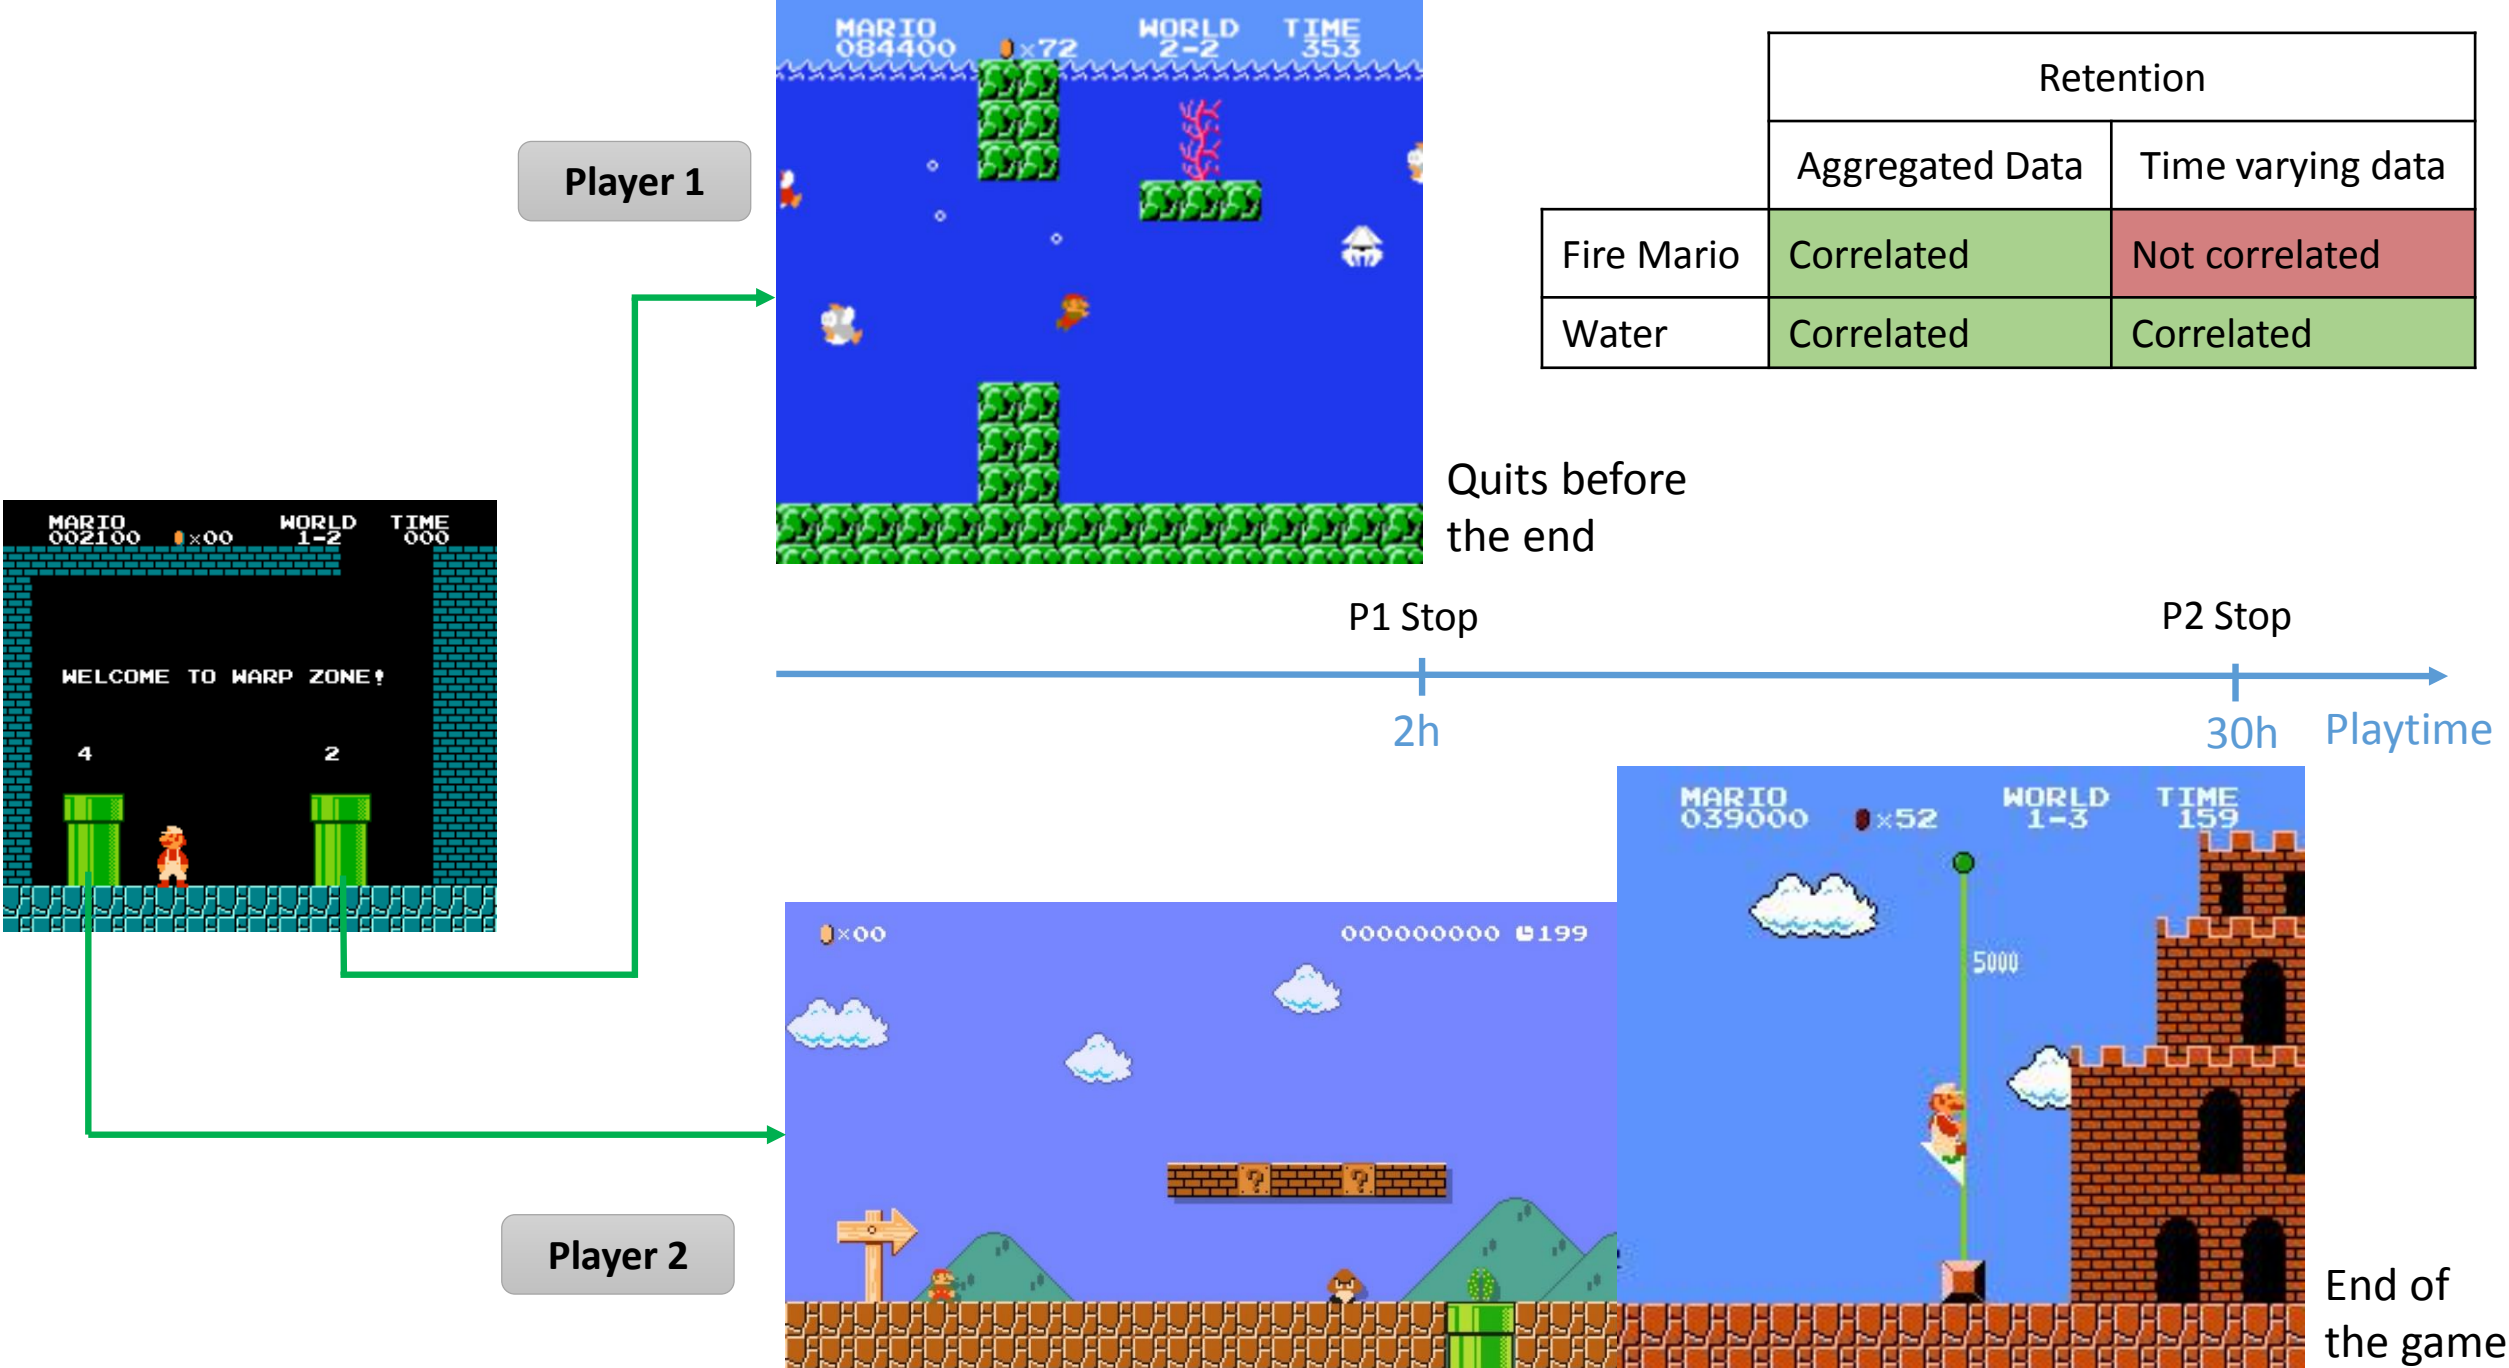 MARIO WORLD TIME
084400 ×72 2-2 353
Retention
Aggregated Data Time varying data
Fire Mario Correlated Not correlated
Water Correlated Correlated
Player 1
Quits before
the end
MARIO WORLD TIME
002100 ×00 1-2 000
WELCOME TO WARP ZONE!
4 2
P1 Stop P2 Stop
2h 30h Playtime
MARIO WORLD TIME
039000 ×52 1-3 159
5000
×00 000000000 199
? ?
Player 2
End of
the game